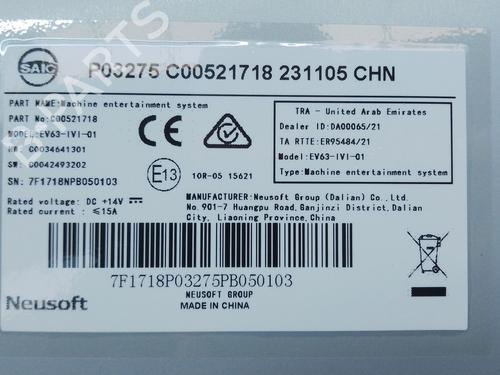 SAIC
P03275 C00521718 231105 CHN
PART NAME:Machine entertainment system
PART No:C00521718
MODEL:EV63-IVI-01
HW: C0034641301
SW: C0042493202
SN: 7F1718NPB050103
Rated voltage: DC +14V
Rated current: ≤15A
CE
E13
10R-05 15621
TRA - United Arab Emirates
Dealer ID:DA00065/21
TA RTTE:ER95484/21
Model:EV63-IVI-01
Type:Machine entertainment system
MANUFACTURER:Neusoft Group (Dalian) Co., Ltd.
No.901-7 Huangpu Road,Ganjinzi District,Dalian
City, Liaoning Province,China
7F1718P03275PB050103
NEUSOFT GROUP
MADE IN CHINA
Neusoft